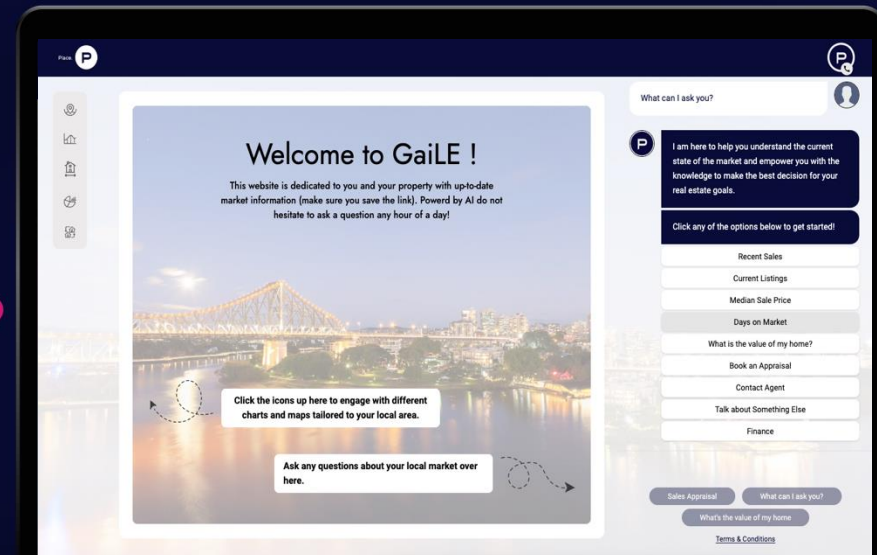 Place.
P
P
What can I ask you?
Welcome to GaiLE !
This website is dedicated to you and your property with up-to-date
market information (make sure you save the link). Powerd by AI do not
hesitate to ask a question any hour of a day!
Click the icons up here to engage with different
charts and maps tailored to your local area.
Ask any questions about your local market over
here.
P
I am here to help you understand the current
state of the market and empower you with the
knowledge to make the best decision for your
real estate goals.
Click any of the options below to get started!
Recent Sales
Current Listings
Median Sale Price
Days on Market
What is the value of my home?
Book an Appraisal
Contact Agent
Talk about Something Else
Finance
Sales Appraisal
What can I ask you?
What's the value of my home
Terms & Conditions